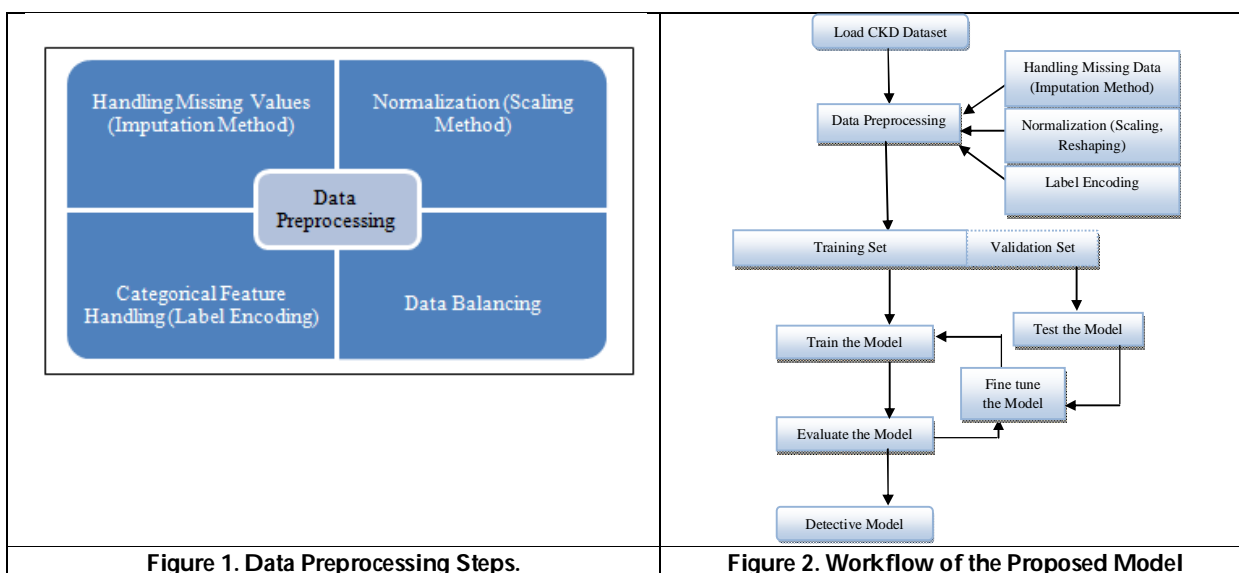 Handling Missing Values
(Imputation Method)
Normalization (Scaling
Method)
Data
Preprocessing
Categorical Feature
Handling (Label Encoding)
Data Balancing
Figure 1. Data Preprocessing Steps.
Load CKD Dataset
Handling Missing Data
(Imputation Method)
Data Preprocessing
Normalization (Scaling,
Reshaping)
Label Encoding
Training Set
Validation Set
Train the Model
Test the Model
Fine tune
the Model
Evaluate the Model
Detective Model
Figure 2. Workflow of the Proposed Model